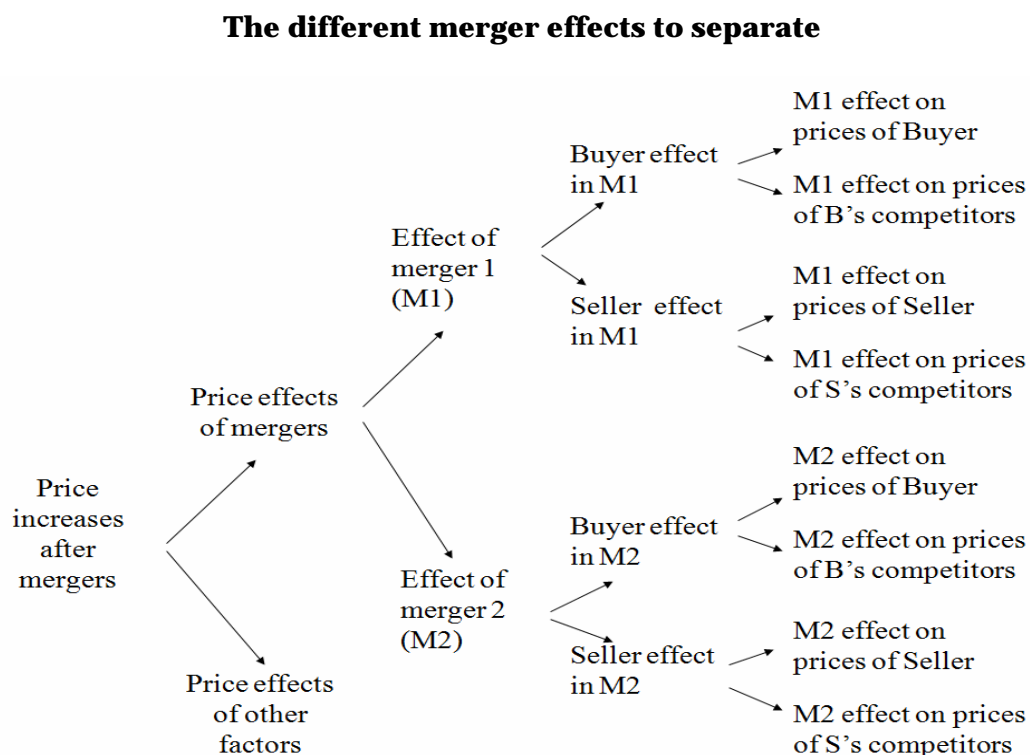 The different merger effects to separate
M1 effect on
prices of Buyer
Buyer effect
in M1
M1 effect on prices
of B's competitors
Effect of
merger 1
(M1)
M1 effect on
prices of Seller
Seller effect
in M1
M1 effect on prices
of S's competitors
Price effects
of mergers
Price
increases
after
mergers
M2 effect on
prices of Buyer
Buyer effect
in M2
M2 effect on prices
of B's competitors
Effect of
merger 2
(M2)
M2 effect on
prices of Seller
Seller effect
in M2
M2 effect on prices
of S's competitors
Price effects
of other
factors